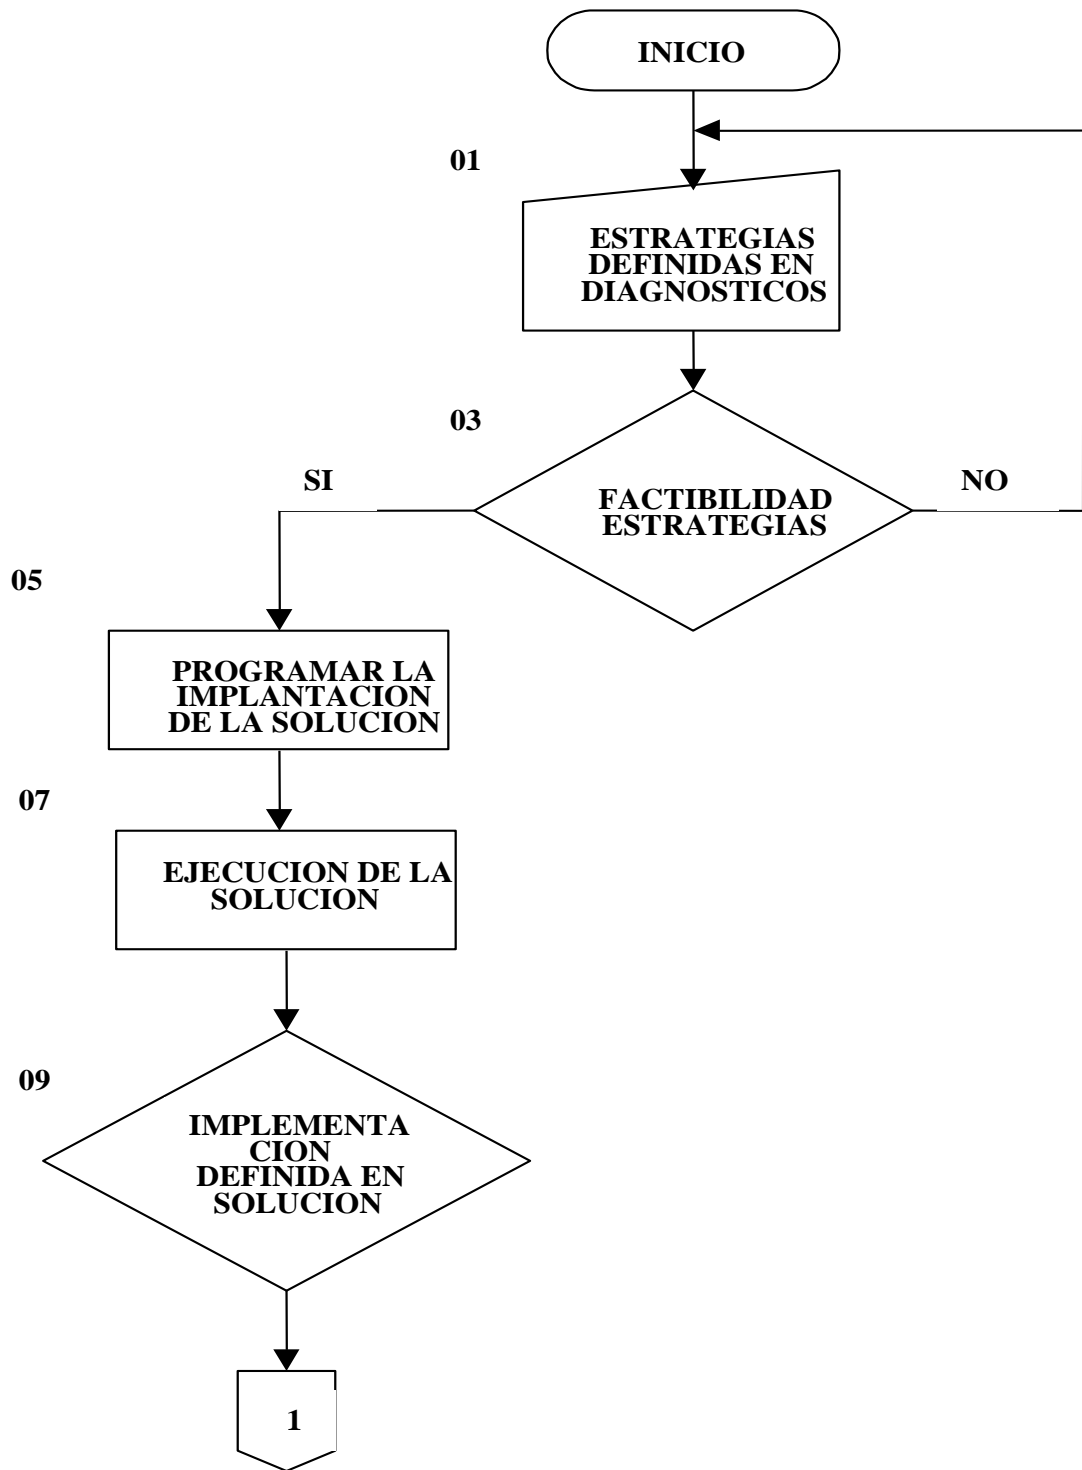 INICIO
01
ESTRATEGIAS
DEFINIDAS EN
DIAGNOSTICOS
03
SI
NO
FACTIBILIDAD
ESTRATEGIAS
05
PROGRAMAR LA
IMPLANTACION
DE LA SOLUCION
07
EJECUCION DE LA
SOLUCION
09
IMPLEMENTA
CION
DEFINIDA EN
SOLUCION
1